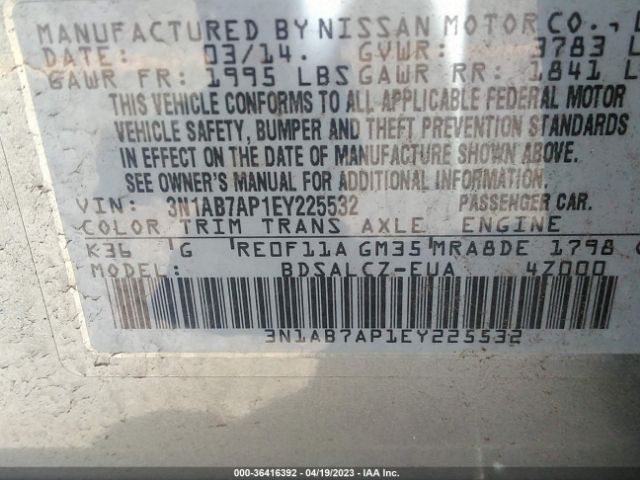 MANUFACTURED BY NISSAN MOTOR CO., L
DATE: 03/14. GVWR: 3783 L
GAWR FR: 1995 LBS GAWR RR: 1841 L
THIS VEHICLE CONFORMS TO ALL APPLICABLE FEDERAL MOTOR
VEHICLE SAFETY, BUMPER AND THEFT PREVENTION STANDARDS
IN EFFECT ON THE DATE OF MANUFACTURE SHOWN ABOVE.
SEE OWNER'S MANUAL FOR ADDITIONAL INFORMATION.
VIN: 3N1AB7AP1EY225532 PASSENGER CAR.
COLOR TRIM TRANS AXLE ENGINE
K36 G RE0F11A GM35 MRA8DE 1798
MODEL: BDSALCZ-EUA 4Z000
3N1AB7AP1EY225532
000-36416392 - 04/19/2023 - IAA Inc.